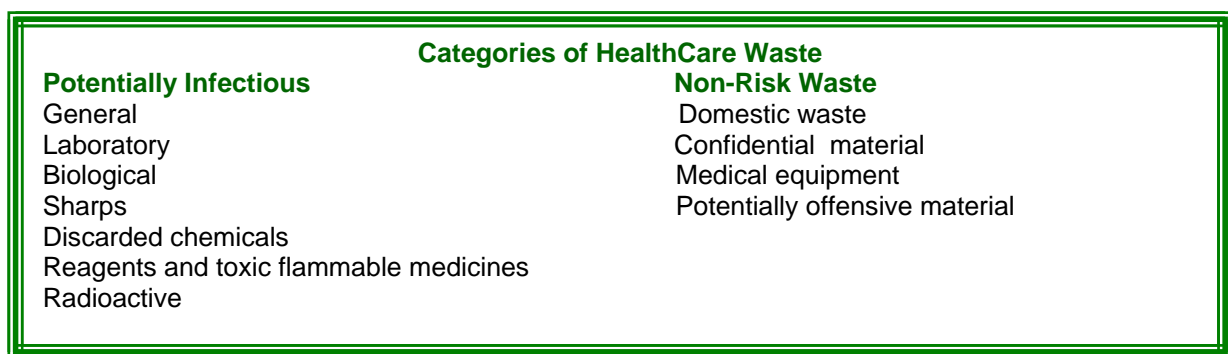 Categories of HealthCare Waste
Potentially Infectious Non-Risk Waste
General Domestic waste
Laboratory Confidential material
Biological Medical equipment
Sharps Potentially offensive material
Discarded chemicals
Reagents and toxic flammable medicines
Radioactive